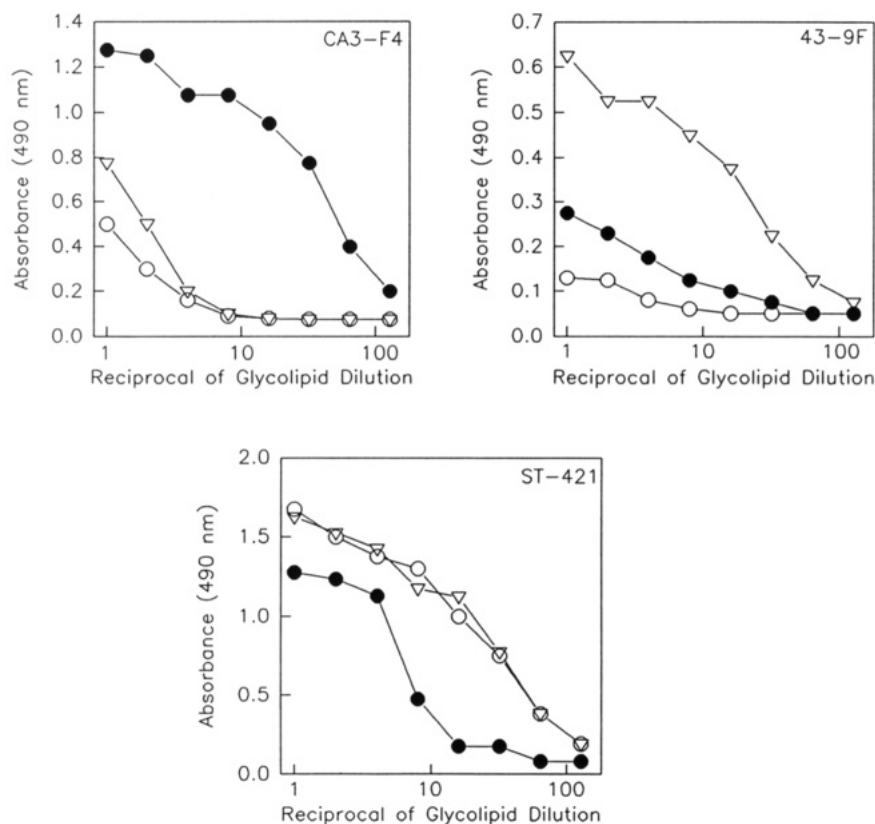 CA3-F4
1.4
1.2
1.0
0.8
0.6
0.4
0.2
0.0
Absorbance (490 nm)
1 10 100
Reciprocal of Glycolipid Dilution
43-9F
0.7
0.6
0.5
0.4
0.3
0.2
0.1
0.0
Absorbance (490 nm)
1 10 100
Reciprocal of Glycolipid Dilution
ST-421
2.0
1.5
1.0
0.5
0.0
Absorbance (490 nm)
1 10 100
Reciprocal of Glycolipid Dilution